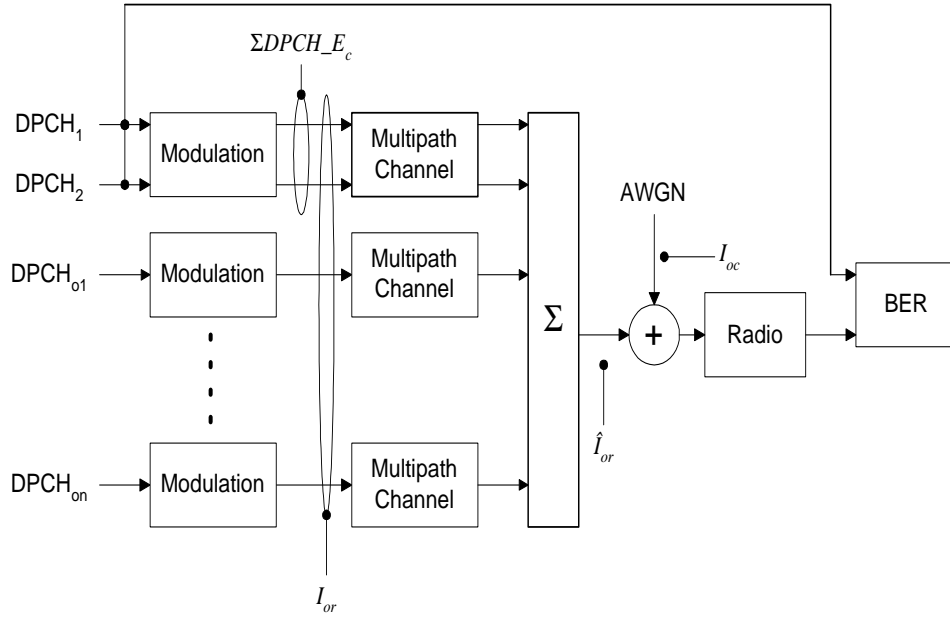 ΣDPCH_E_c
DPCH_1
Modulation
Multipath
Channel
DPCH_2
AWGN
DPCH_o1
Modulation
Multipath
Channel
I_oc
BER
Σ
+
Radio
Î_or
DPCH_on
Modulation
Multipath
Channel
I_or